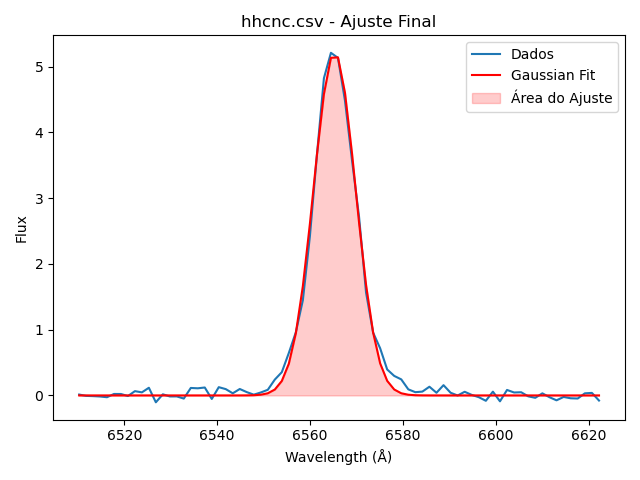 hhcnc.csv - Ajuste Final
Dados
Gaussian Fit
Área do Ajuste
Flux
5
4
3
2
1
0
6520 6540 6560 6580 6600 6620
Wavelength (Å)